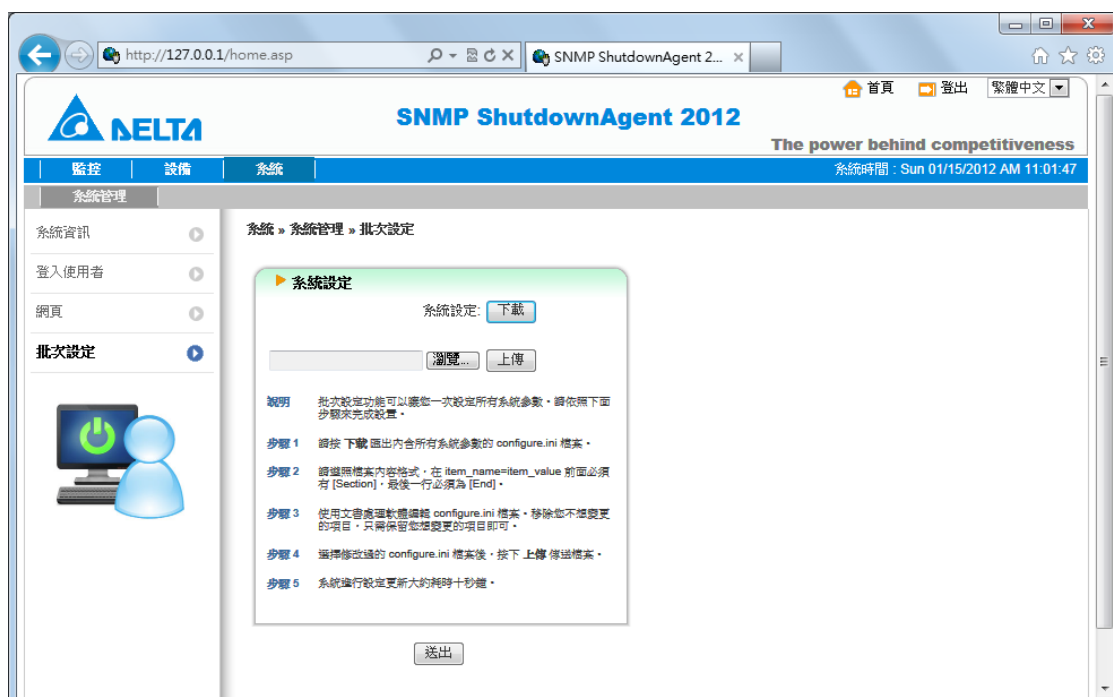 http://127.0.0.1/home.asp
SNMP ShutdownAgent 2...
首頁 登出 繁體中文
DELTA
SNMP ShutdownAgent 2012
The power behind competitiveness
監控 設備 系統 系統時間 : Sun 01/15/2012 AM 11:01:47
系統管理
系統資訊
登入使用者
網頁
批次設定
系統 » 系統管理 » 批次設定
系統設定
系統設定: 下載
瀏覽... 上傳
說明 批次設定功能可以讓您一次設定所有系統參數。請依照下面
步驟來完成設置。
步驟 1 請按 下載 匯出內含所有系統參數的 configure.ini 檔案。
步驟 2 請遵照檔案內容格式，在 item_name=item_value 前面必須
有 [Section]，最後一行必須為 [End]。
步驟 3 使用文書處理軟體編輯 configure.ini 檔案。移除您不想變更
的項目，只需保留您想變更的項目即可。
步驟 4 選擇修改過的 configure.ini 檔案後，按下 上傳 傳送檔案。
步驟 5 系統進行設定更新大約耗時十秒鐘。
送出